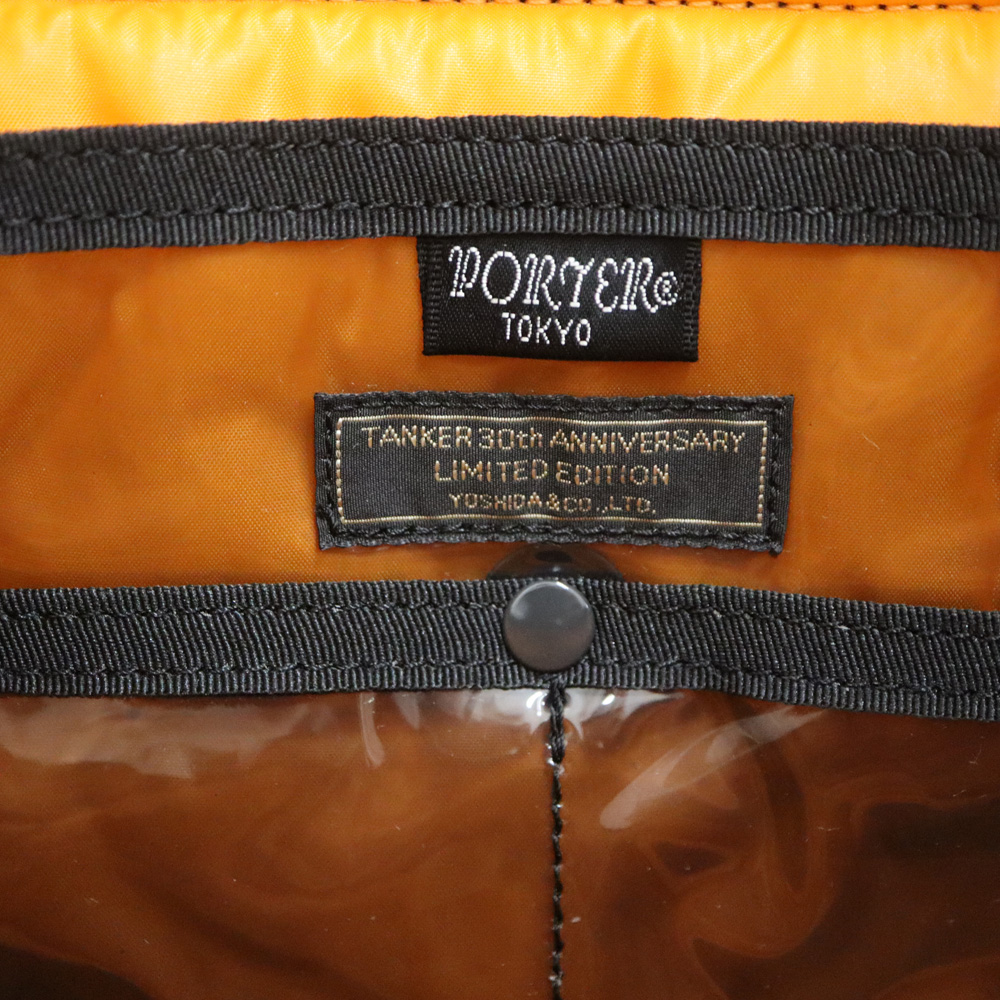 PORTER®
TOKYO
TANKER 30th ANNIVERSARY
LIMITED EDITION
YOSHIDA & CO.,LTD.